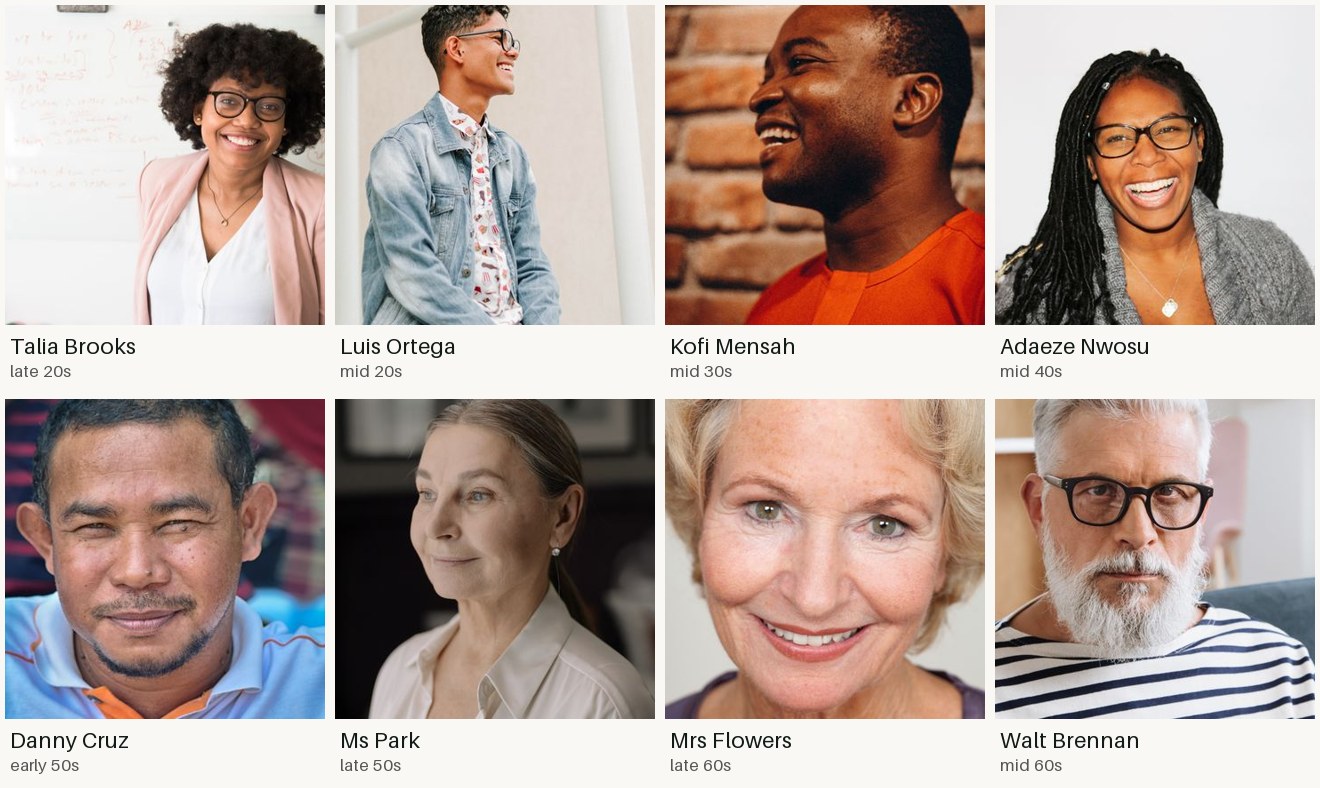 Talia Brooks
late 20s
Luis Ortega
mid 20s
Kofi Mensah
mid 30s
Adaeze Nwosu
mid 40s
Danny Cruz
early 50s
Ms Park
late 50s
Mrs Flowers
late 60s
Walt Brennan
mid 60s